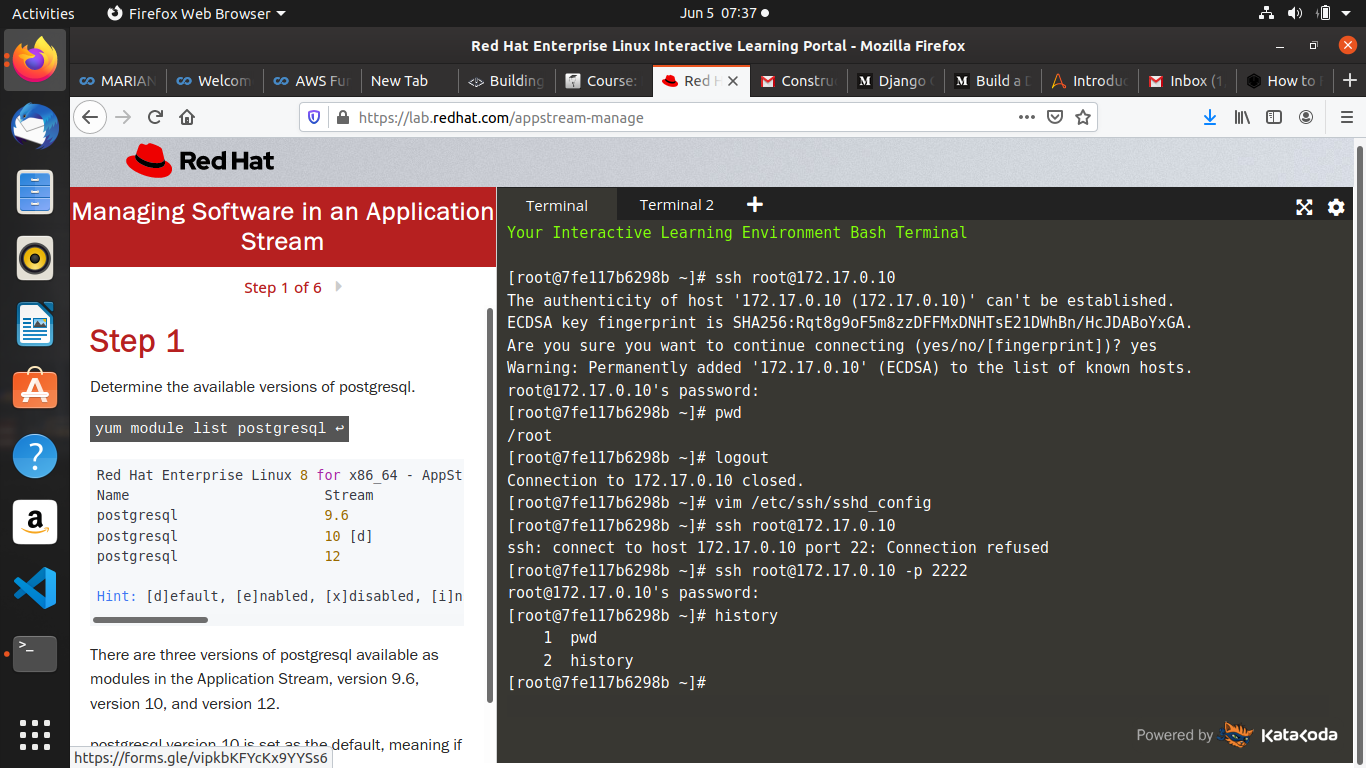 Activities
Firefox Web Browser
Jun 5 07:37
Red Hat Enterprise Linux Interactive Learning Portal - Mozilla Firefox
MARIAN
Welcom
AWS Fu
New Tab
Building
Course:
Red H
Constru
Django
Build a D
Introdu
Inbox (1
How to
https://lab.redhat.com/appstream-manage
Red Hat
Managing Software in an Application
Stream
Step 1 of 6
Step 1
Determine the available versions of postgresql.
yum module list postgresql ↩
Red Hat Enterprise Linux 8 for x86_64 - AppSt
Name Stream
postgresql 9.6
postgresql 10 [d]
postgresql 12
Hint: [d]efault, [e]nabled, [x]disabled, [i]n
There are three versions of postgresql available as
modules in the Application Stream, version 9.6,
version 10, and version 12.
postgresql version 10 is set as the default, meaning if
https://forms.gle/vipkbKFYcKx9YYSs6
Terminal
Terminal 2
Your Interactive Learning Environment Bash Terminal
[root@7fe117b6298b ~]# ssh root@172.17.0.10
The authenticity of host '172.17.0.10 (172.17.0.10)' can't be established.
ECDSA key fingerprint is SHA256:Rqt8g9oF5m8zzDFFMxDNHTsE21DWhBn/HcJDABoYxGA.
Are you sure you want to continue connecting (yes/no/[fingerprint])? yes
Warning: Permanently added '172.17.0.10' (ECDSA) to the list of known hosts.
root@172.17.0.10's password:
[root@7fe117b6298b ~]# pwd
/root
[root@7fe117b6298b ~]# logout
Connection to 172.17.0.10 closed.
[root@7fe117b6298b ~]# vim /etc/ssh/sshd_config
[root@7fe117b6298b ~]# ssh root@172.17.0.10
ssh: connect to host 172.17.0.10 port 22: Connection refused
[root@7fe117b6298b ~]# ssh root@172.17.0.10 -p 2222
root@172.17.0.10's password:
[root@7fe117b6298b ~]# history
1 pwd
2 history
[root@7fe117b6298b ~]#
Powered by KATACODA